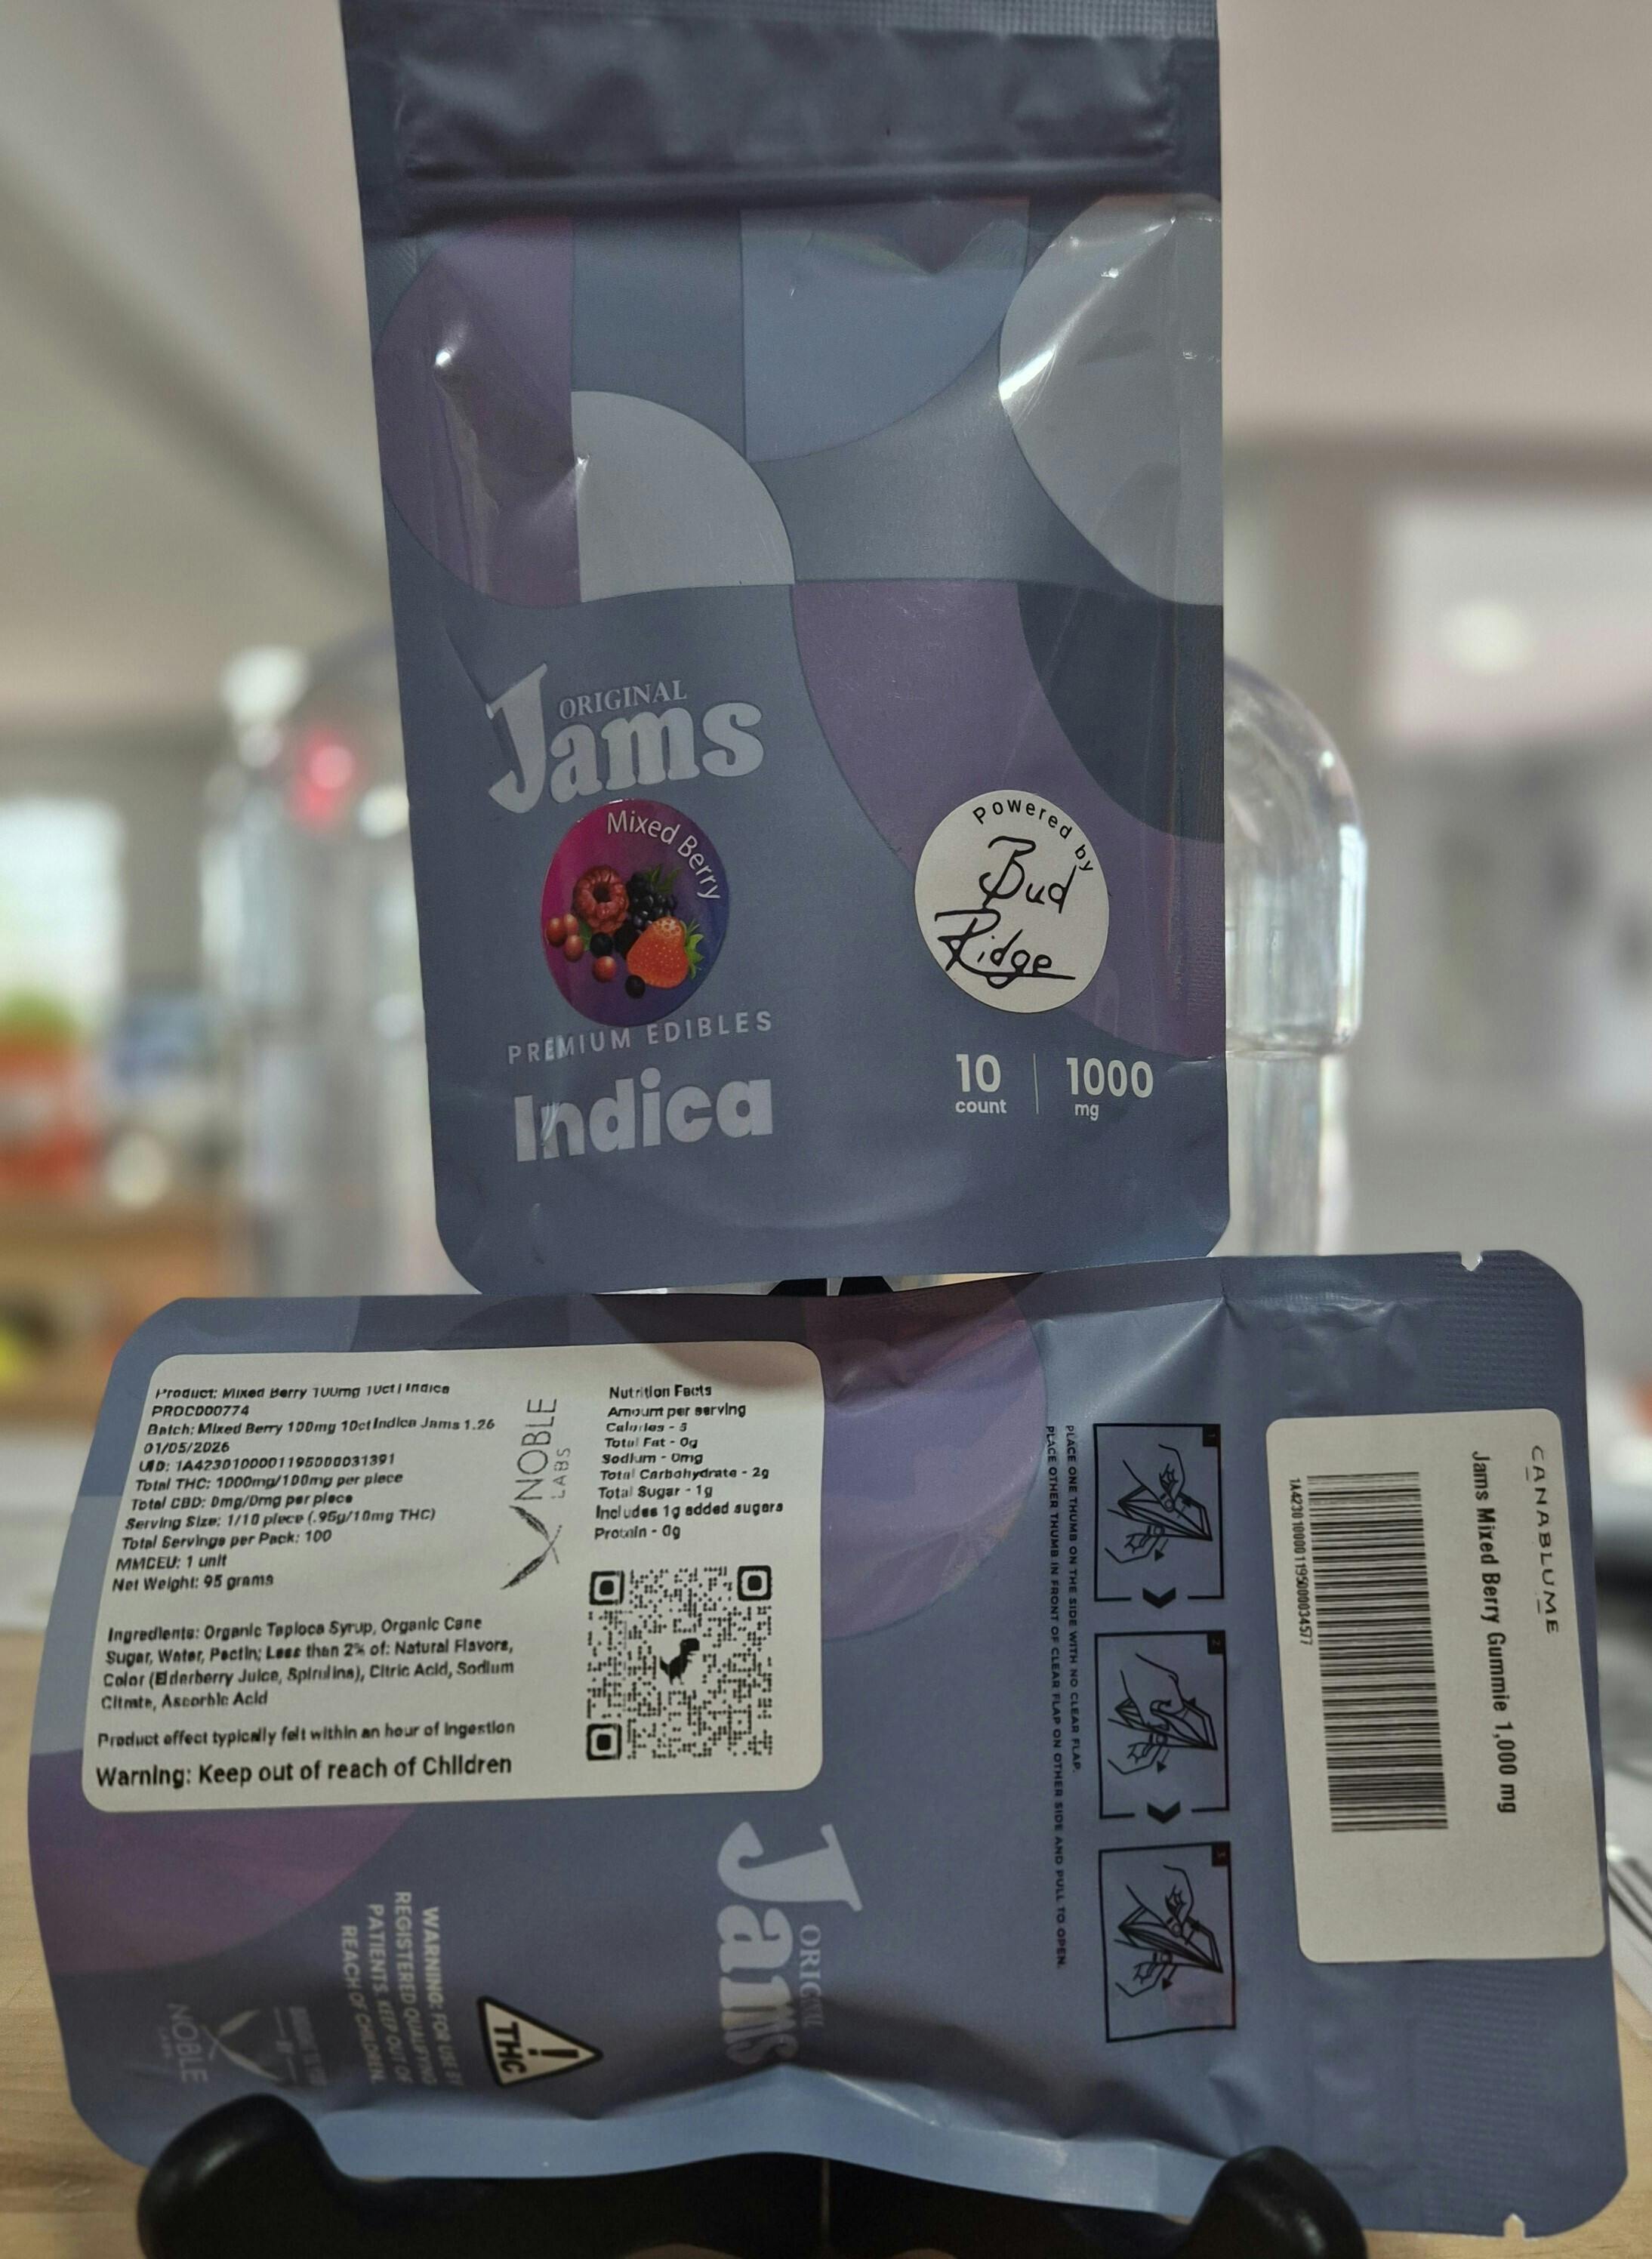 ORIGINAL
Jams
Mixed Berry
Powered by
Bud
Ridge
PREMIUM EDIBLES
Indica
10 count | 1000 mg
Product: Mixed Berry 100mg 10ct | Indica
PROC000774
Batch: Mixed Berry 100mg 10ct Indica Jams 1.26
01/05/2026
UID: 1A4230100001195000031391
Total THC: 1000mg/100mg per piece
Total CBD: 0mg/0mg per piece
Serving Size: 1/10 piece (.95g/10mg THC)
Total Servings per Pack: 100
MMCEU: 1 unit
Net Weight: 95 grams
Ingredients: Organic Tapioca Syrup, Organic Cane
Sugar, Water, Pectin; Less than 2% of: Natural Flavors,
Color (Elderberry Juice, Spirulina), Citric Acid, Sodium
Citrate, Ascorbic Acid
Product effect typically felt within an hour of ingestion
Warning: Keep out of reach of Children
NOBLE
LABS
Nutrition Facts
Amount per serving
Calories - 5
Total Fat - 0g
Sodium - 0mg
Total Carbohydrate - 2g
Total Sugar - 1g
Includes 1g added sugars
Protein - 0g
PLACE ONE THUMB ON THE SIDE WITH NO CLEAR FLAP.
PLACE OTHER THUMB IN FRONT OF CLEAR FLAP ON OTHER SIDE AND PULL TO OPEN.
1
2
3
CANABLUME
Jams Mixed Berry Gummie 1,000 mg
1A4230100001195000034577
ORIGINAL
Jams
THC
WARNING: FOR USE BY
REGISTERED QUALIFYING
PATIENTS. KEEP OUT OF
REACH OF CHILDREN.
NOBLE